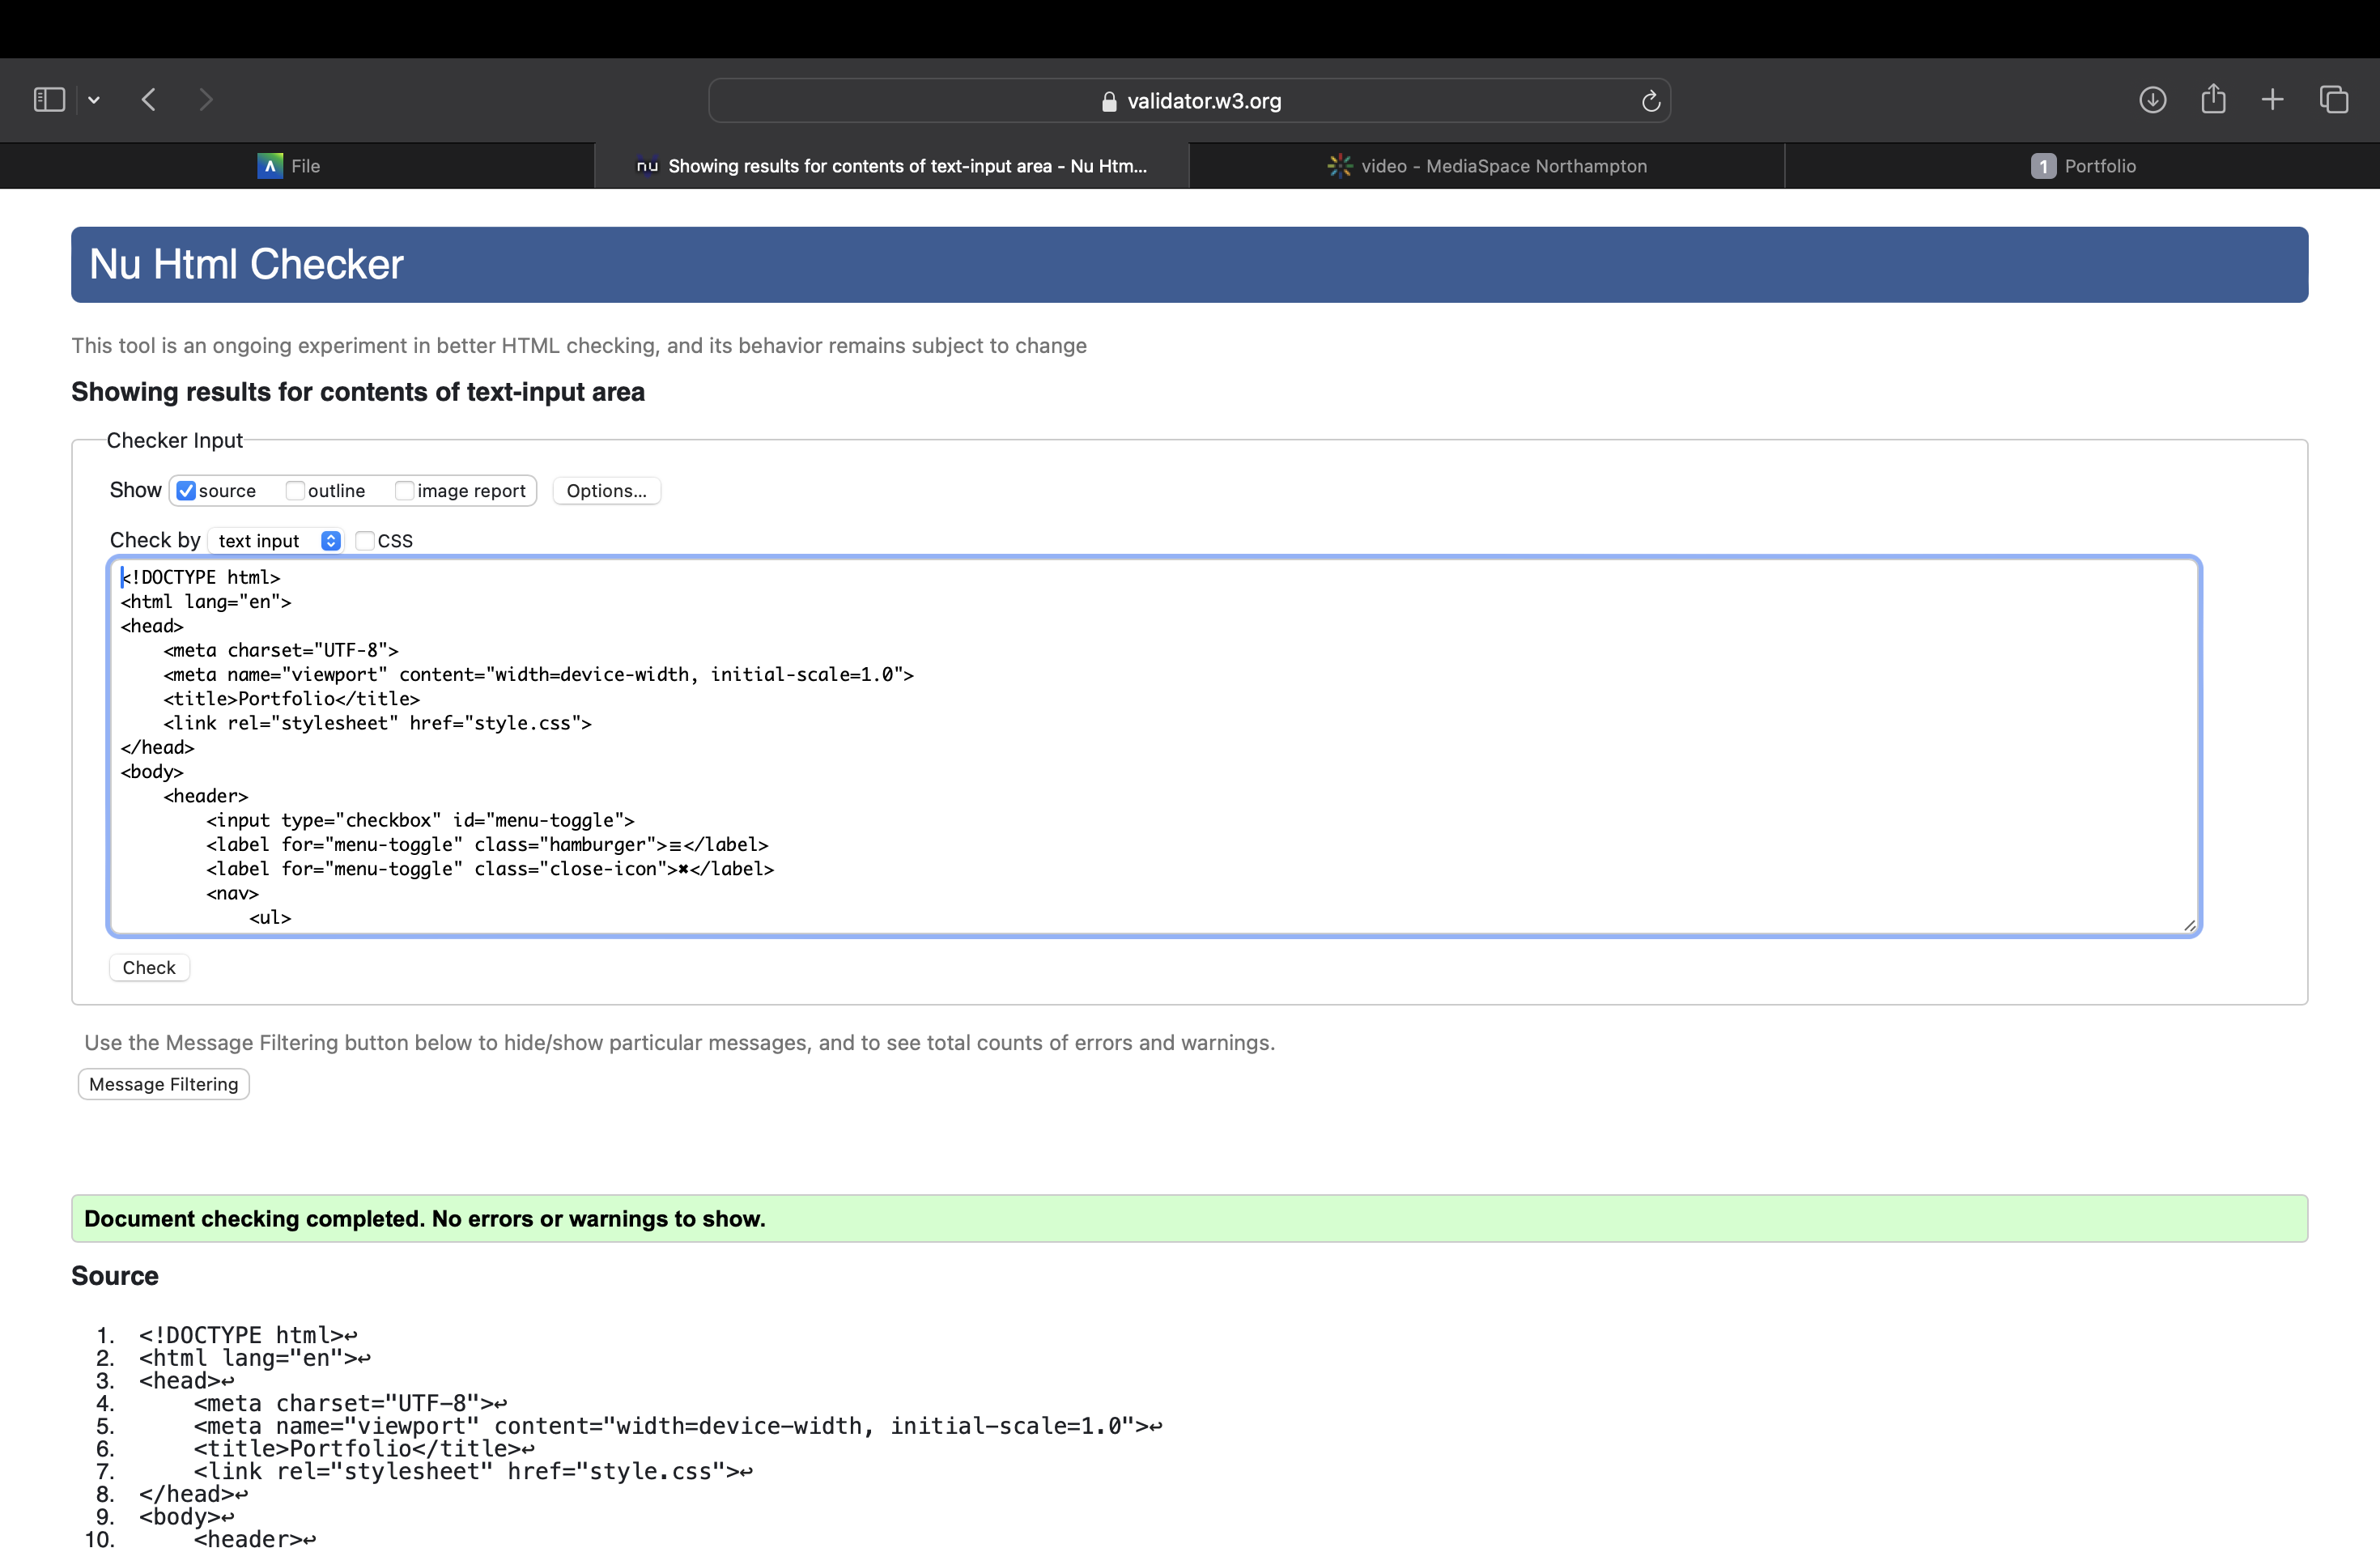 validator.w3.org
File
nu Showing results for contents of text-input area - Nu Htm...
video - MediaSpace Northampton
1 Portfolio
Nu Html Checker
This tool is an ongoing experiment in better HTML checking, and its behavior remains subject to change
Showing results for contents of text-input area
Checker Input
Show source outline image report Options...
Check by text input CSS
<!DOCTYPE html>
<html lang="en">
<head>
    <meta charset="UTF-8">
    <meta name="viewport" content="width=device-width, initial-scale=1.0">
    <title>Portfolio</title>
    <link rel="stylesheet" href="style.css">
</head>
<body>
    <header>
        <input type="checkbox" id="menu-toggle">
        <label for="menu-toggle" class="hamburger">≡</label>
        <label for="menu-toggle" class="close-icon">✖</label>
        <nav>
            <ul>
Check
Use the Message Filtering button below to hide/show particular messages, and to see total counts of errors and warnings.
Message Filtering
Document checking completed. No errors or warnings to show.
Source
1. <!DOCTYPE html>↩
2. <html lang="en">↩
3. <head>↩
4.     <meta charset="UTF-8">↩
5.     <meta name="viewport" content="width=device-width, initial-scale=1.0">↩
6.     <title>Portfolio</title>↩
7.     <link rel="stylesheet" href="style.css">↩
8. </head>↩
9. <body>↩
10.     <header>↩